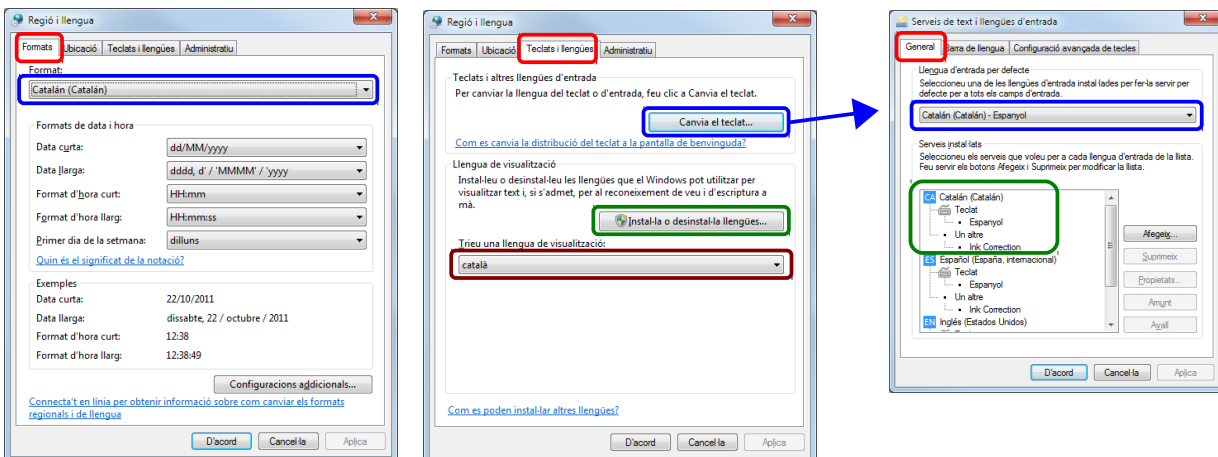 Regió i llengua
Formats
Ubicació
Teclats i llengües
Administratiu
Format:
Catalán (Catalán)
Formats de data i hora
Data curta:
dd/MM/yyyy
Data llarga:
dddd, d' / 'MMMM' / 'yyyy
Format d'hora curt:
HH:mm
Format d'hora llarg:
HH:mm:ss
Primer dia de la setmana:
dilluns
Quin és el significat de la notació?
Exemples
Data curta:
22/10/2011
Data llarga:
dissabte, 22 / octubre / 2011
Format d'hora curt:
12:38
Format d'hora llarg:
12:38:49
Configuracions addicionals...
Connecta't en línia per obtenir informació sobre com canviar els formats
regionals i de llengua
D'acord
Cancel·la
Aplica
Regió i llengua
Formats
Ubicació
Teclats i llengües
Administratiu
Teclats i altres llengües d'entrada
Per canviar la llengua del teclat o d'entrada, feu clic a Canvia el teclat.
Canvia el teclat...
Com es canvia la distribució del teclat a la pantalla de benvinguda?
Llengua de visualització
Instal·leu o desinstal·leu les llengües que el Windows pot utilitzar per
visualitzar text i, si s'admet, per al reconeixement de veu i d'escriptura a
mà.
Instal·la o desinstal·la llengües...
Trieu una llengua de visualització:
català
Com es poden instal·lar altres llengües?
D'acord
Cancel·la
Aplica
Serveis de text i llengües d'entrada
General
Barra de llengua
Configuració avançada de tecles
Llengua d'entrada per defecte
Seleccioneu una de les llengües d'entrada instal·lades per fer-la servir per
defecte per a tots els camps d'entrada.
Catalán (Catalán) - Espanyol
Serveis instal·lats
Seleccioneu els serveis que voleu per a cada llengua d'entrada de la llista.
Feu servir els botons Afegeix i Suprimeix per modificar la llista.
CA Catalán (Catalán)
Teclat
Espanyol
Un altre
Ink Correction
ES Español (España, internacional)
Teclat
Espanyol
Un altre
Ink Correction
EN Inglés (Estados Unidos)
Afegeix...
Suprimeix
Propietats...
Amunt
Avall
D'acord
Cancel·la
Aplica